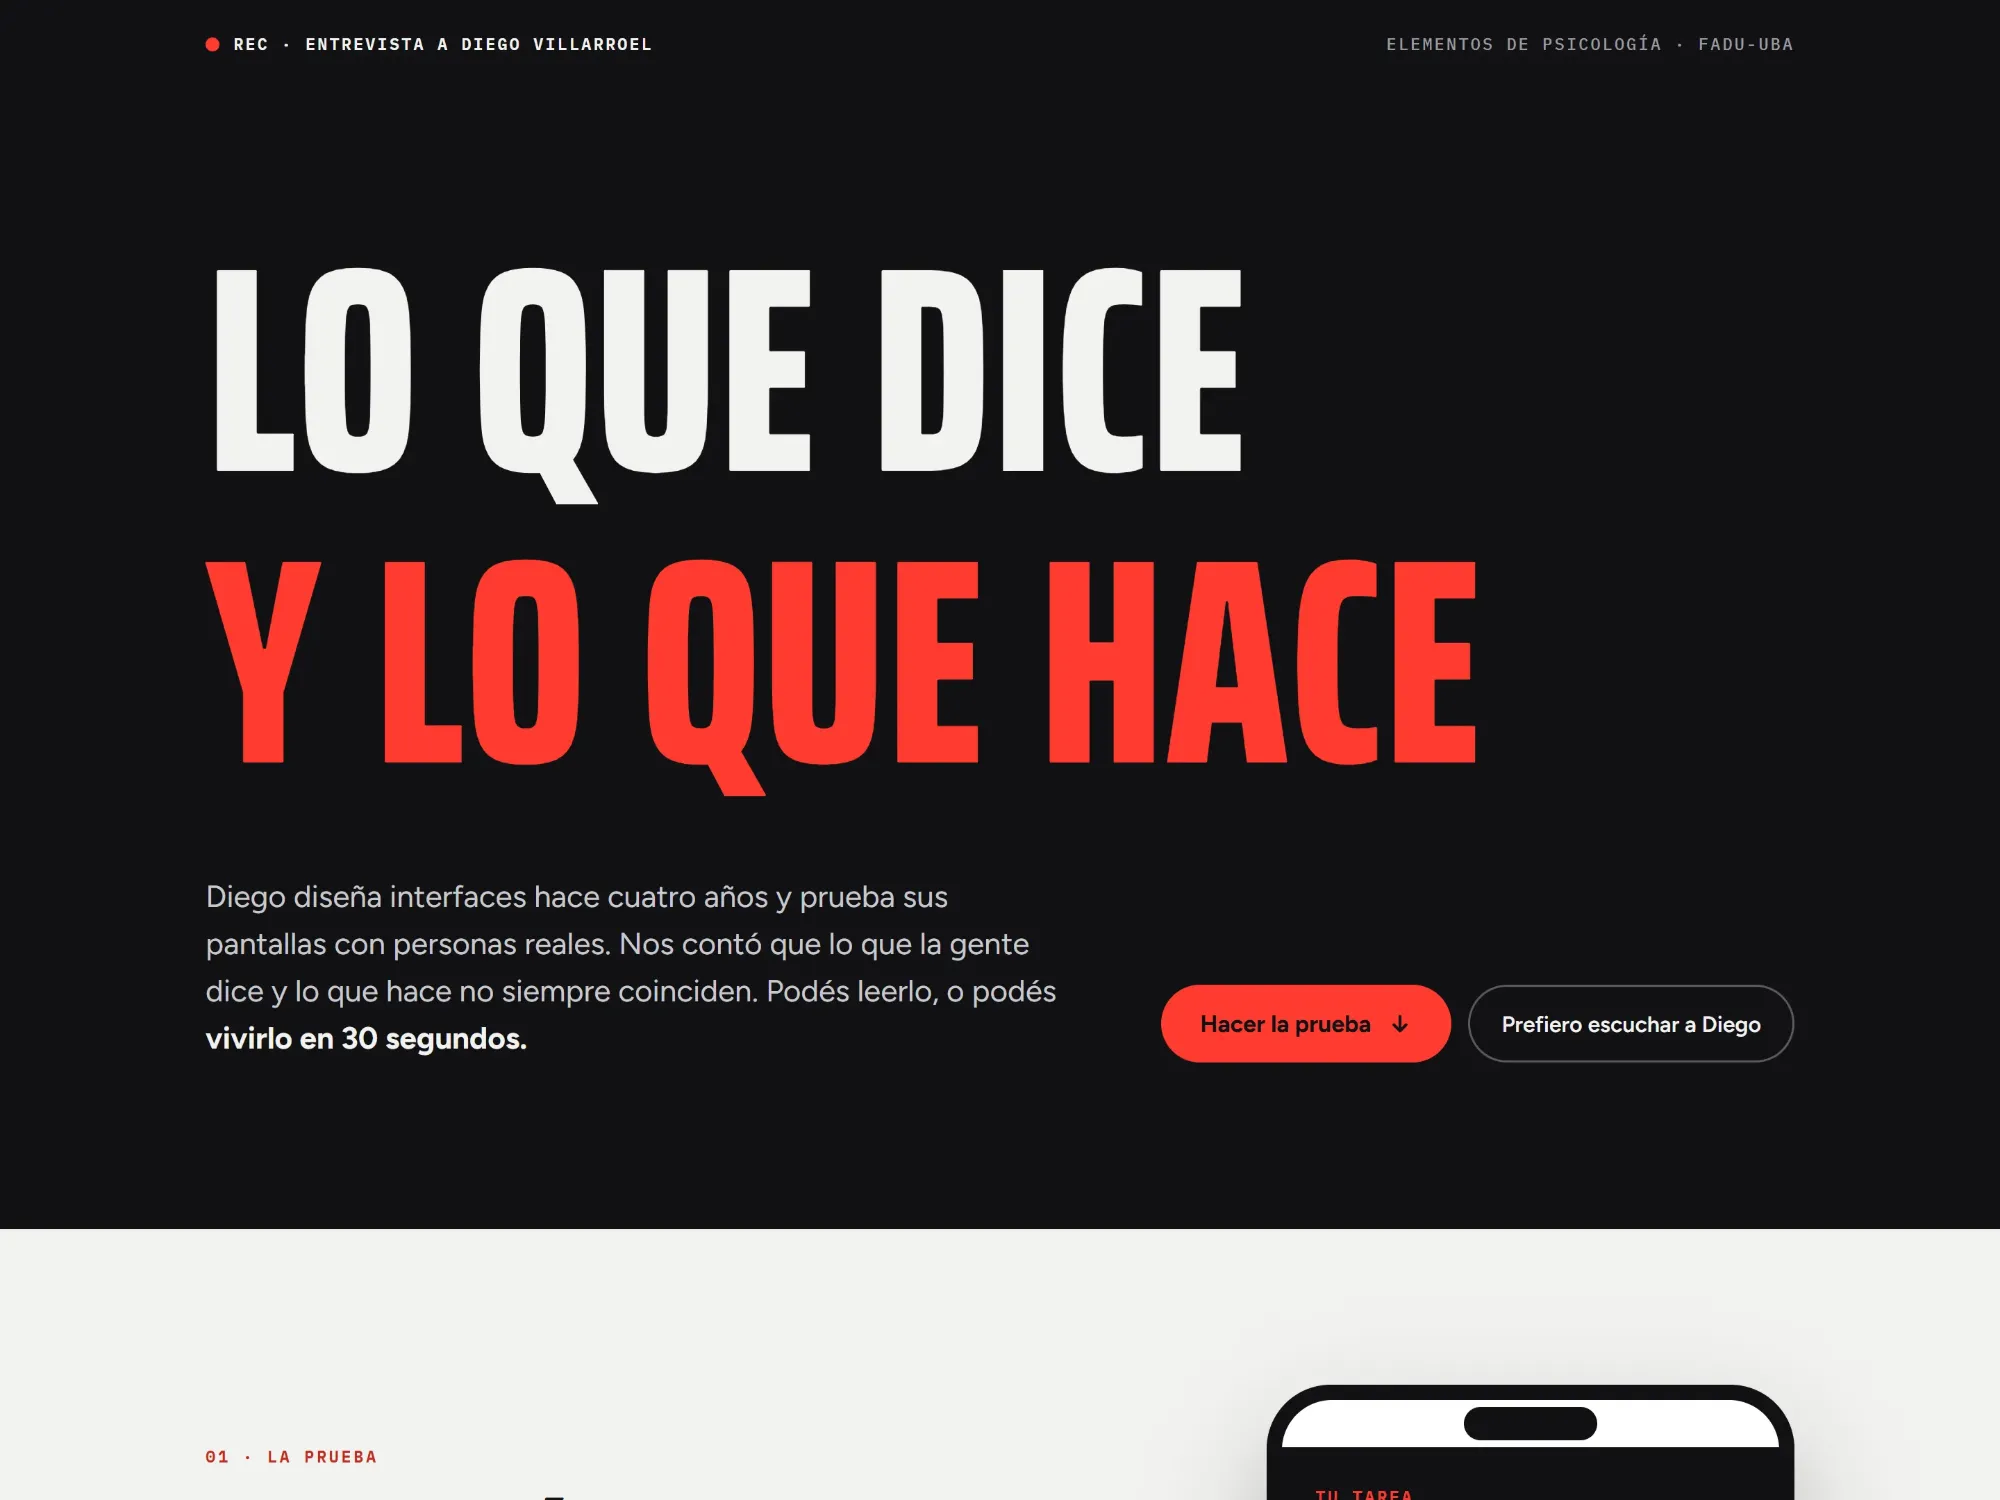 REC · ENTREVISTA A DIEGO VILLARROEL
ELEMENTOS DE PSICOLOGÍA · FADU-UBA
LO QUE DICE
Y LO QUE HACE
Diego diseña interfaces hace cuatro años y prueba sus
pantallas con personas reales. Nos contó que lo que la gente
dice y lo que hace no siempre coinciden. Podés leerlo, o podés
vivirlo en 30 segundos.
Hacer la prueba ↓
Prefiero escuchar a Diego
01 · LA PRUEBA
TU TAREA